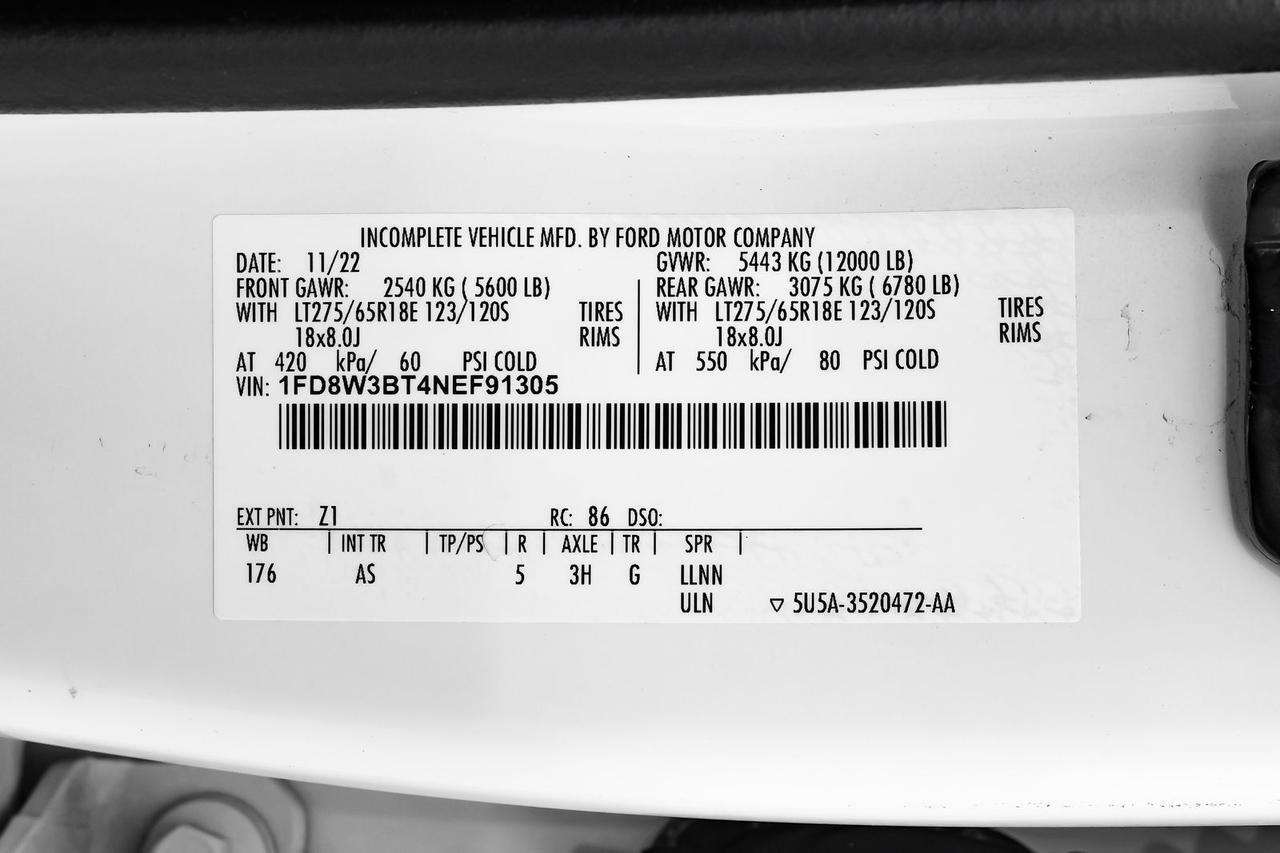 INCOMPLETE VEHICLE MFD. BY FORD MOTOR COMPANY
DATE: 11/22 GVWR: 5443 KG (12000 LB)
FRONT GAWR: 2540 KG ( 5600 LB) REAR GAWR: 3075 KG ( 6780 LB)
WITH LT275/65R18E 123/120S TIRES WITH LT275/65R18E 123/120S TIRES
18x8.0J RIMS 18x8.0J RIMS
AT 420 kPa/ 60 PSI COLD AT 550 kPa/ 80 PSI COLD
VIN: 1FD8W3BT4NEF91305
EXT PNT: Z1 RC: 86 DSO:
WB | INT TR | TP/PS | R | AXLE | TR | SPR |
176 AS 5 3H G LLNN
ULN ▽ 5U5A-3520472-AA